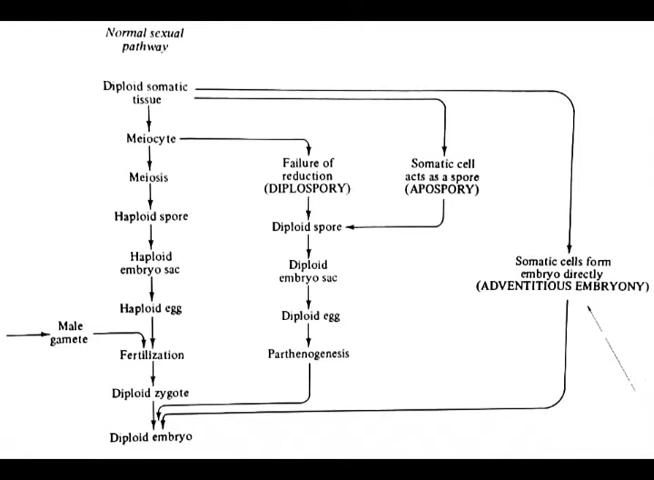 Normal sexual
pathway
Diploid somatic
tissue
Meiocyte
Meiosis
Haploid spore
Haploid
embryo sac
Haploid egg
Male
gamete
Fertilization
Diploid zygote
Diploid embryo
Failure of
reduction
(DIPLOSPORY)
Diploid spore
Diploid
embryo sac
Diploid egg
Parthenogenesis
Somatic cell
acts as a spore
(APOSPORY)
Somatic cells form
embryo directly
(ADVENTITIOUS EMBRYONY)